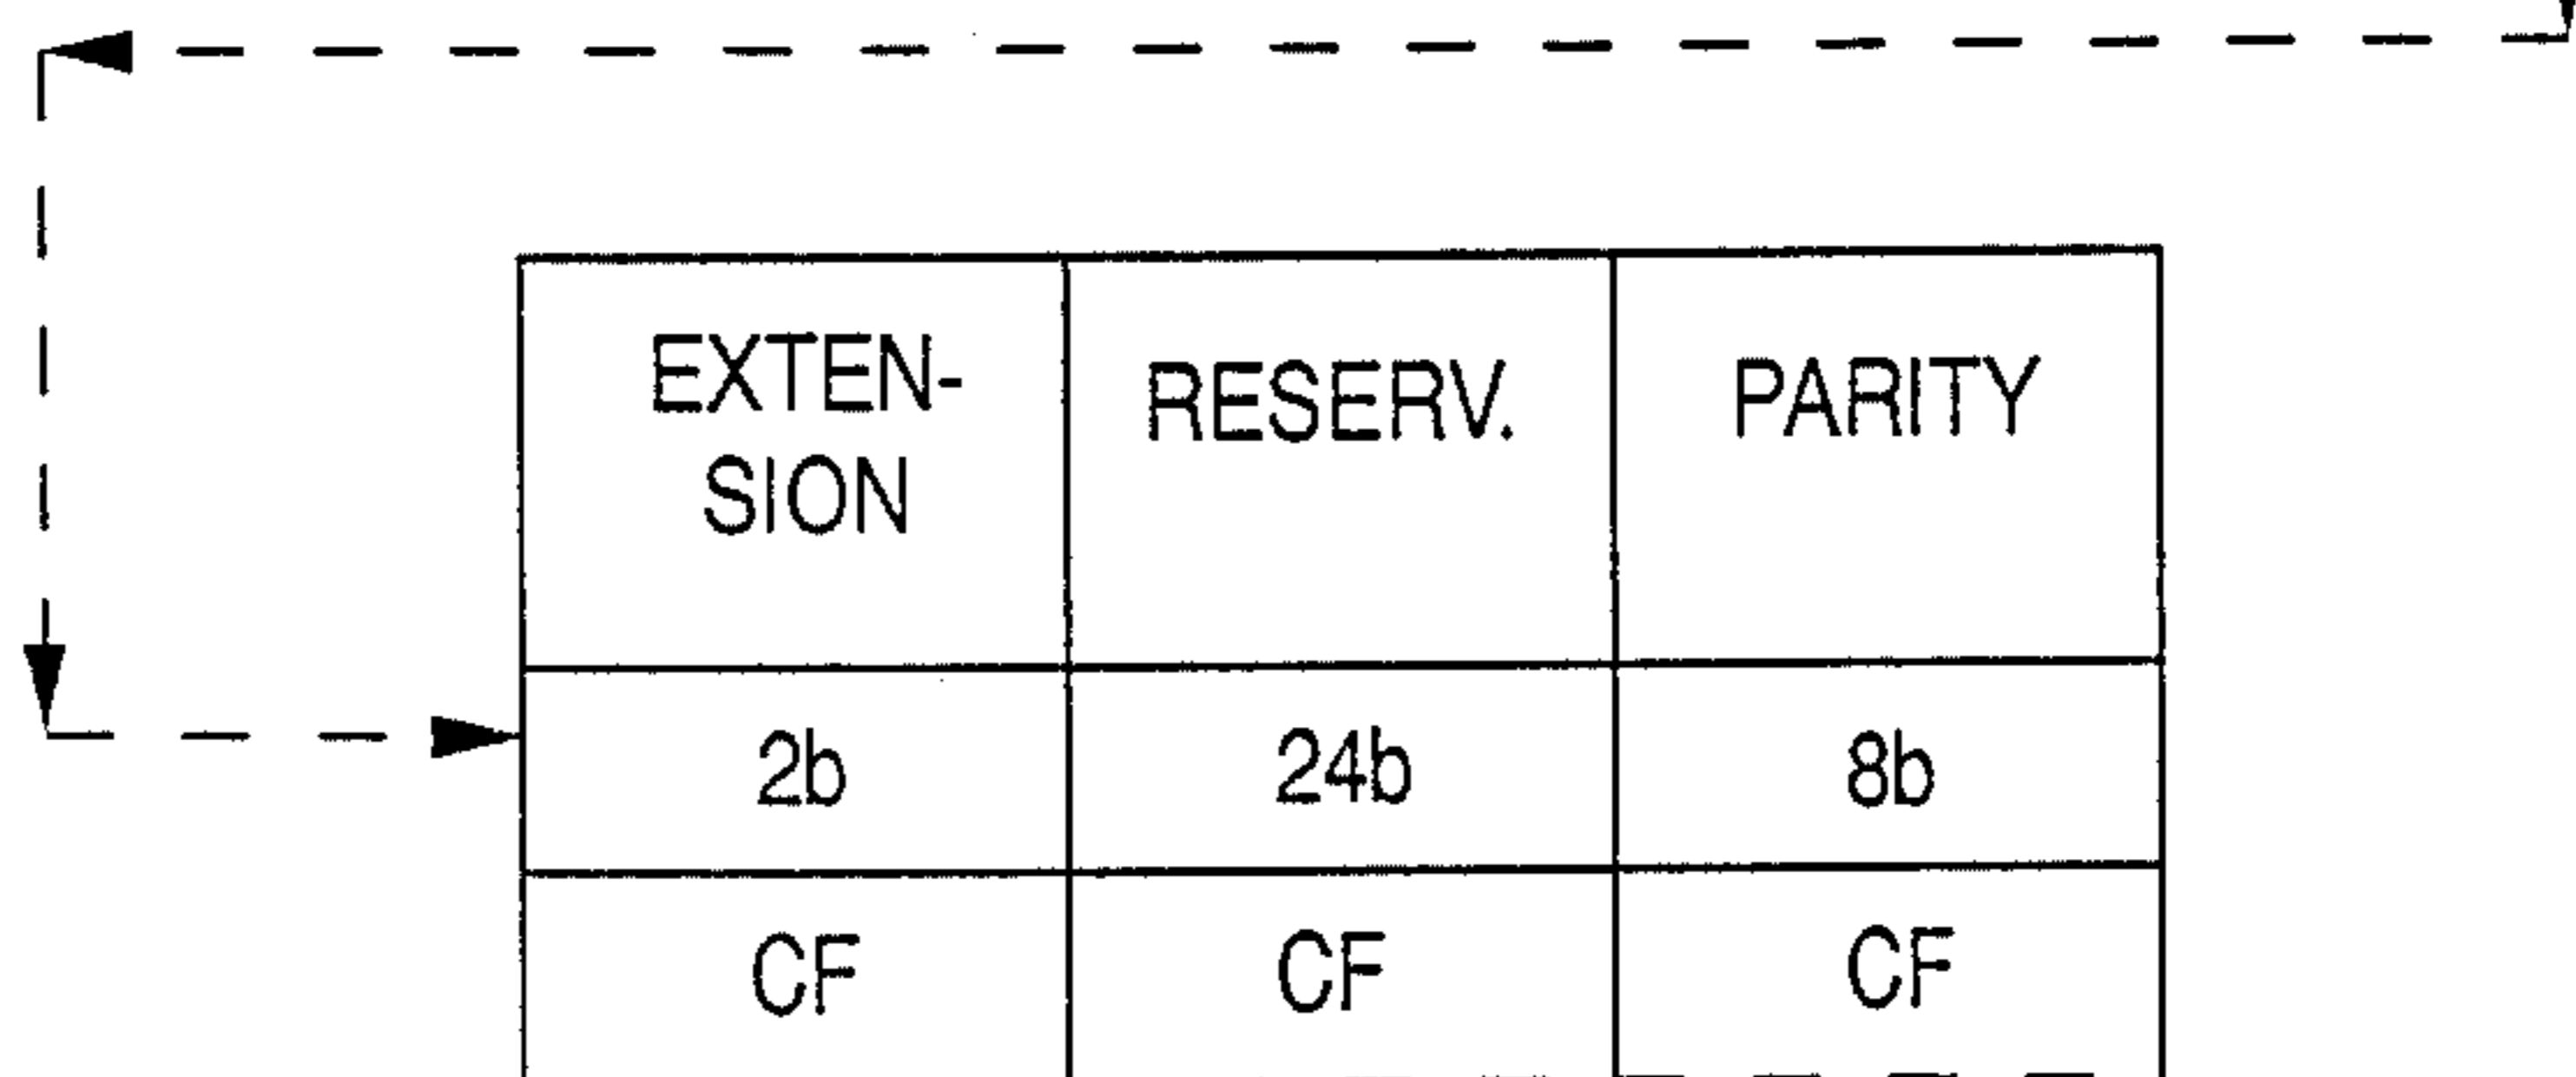 EXTEN-
SION
RESERV.
PARITY
2b
24b
8b
CF
CF
CF